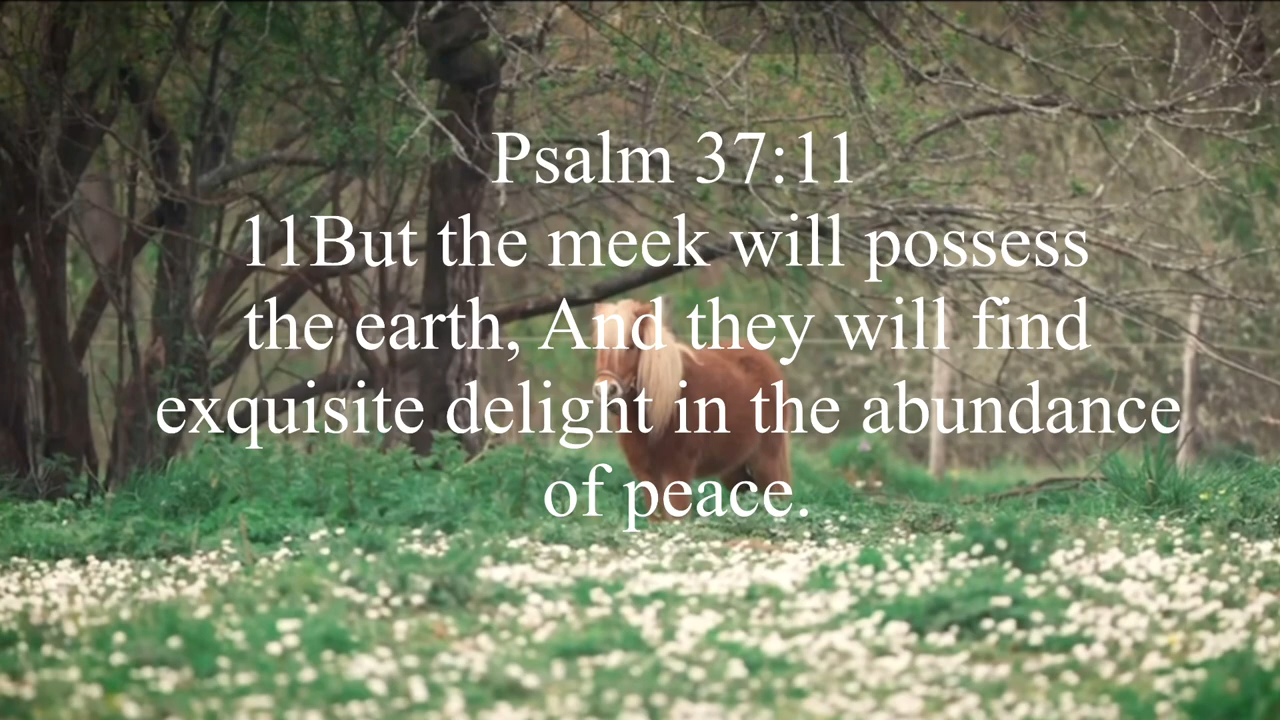 Psalm 37:11
11But the meek will possess
the earth, And they will find
exquisite delight in the abundance
of peace.